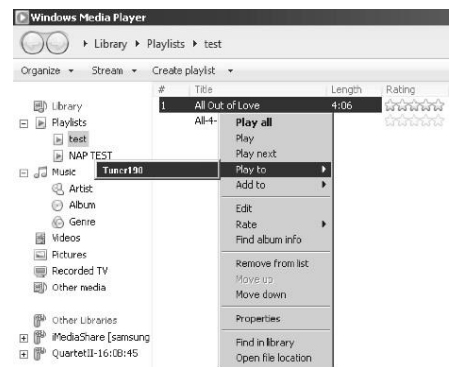 Windows Media Player
Library ▸ Playlists ▸ test
Organize Stream Create playlist
# Title Length Rating
Library
1 All Out of Love 4:06
Playlists
All-4-
Play all
test
Play
NAP TEST
Play next
Music
Tuner190
Play to
Artist
Add to
Album
Edit
Genre
Rate
Videos
Find album info
Pictures
Recorded TV
Remove from list
Other media
Move up
Move down
Other Libraries
Properties
iMediaShare [samsung
Find in library
QuartetII-16:0B:45
Open file location